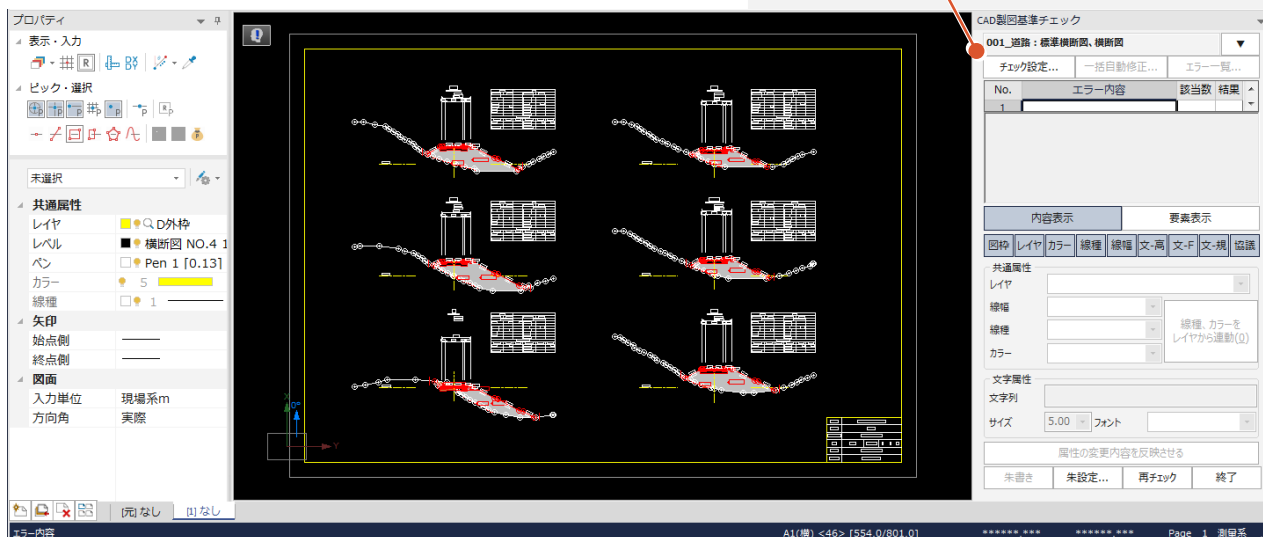 プロパティ
表示・入力
R
ピック・選択
未選択
共通属性
レイヤ D外枠
レベル 横断図 NO.4 1
ペン Pen 1 [0.13]
カラー 5
線種 1
矢印
始点側
終点側
図面
入力単位 現場系m
方向角 実際
[元] なし [1] なし
X
0°
Y
CAD製図基準チェック
001_道路：標準横断図、横断図
チェック設定... 一括自動修正... エラー一覧...
No. エラー内容 該当数 結果
1
内容表示 要素表示
図枠 レイヤ カラー 線種 線幅 文-高 文-F 文-規 協議
共通属性
レイヤ
線幅
線種
カラー
線種、カラーを
レイヤから連動(Q)
文字属性
文字列
サイズ 5.00 フォント
属性の変更内容を反映させる
朱書き 朱設定... 再チェック 終了
エラー内容 A1(横) <46> [554.0/801.0] ******.*** ******.*** Page 1 測量系